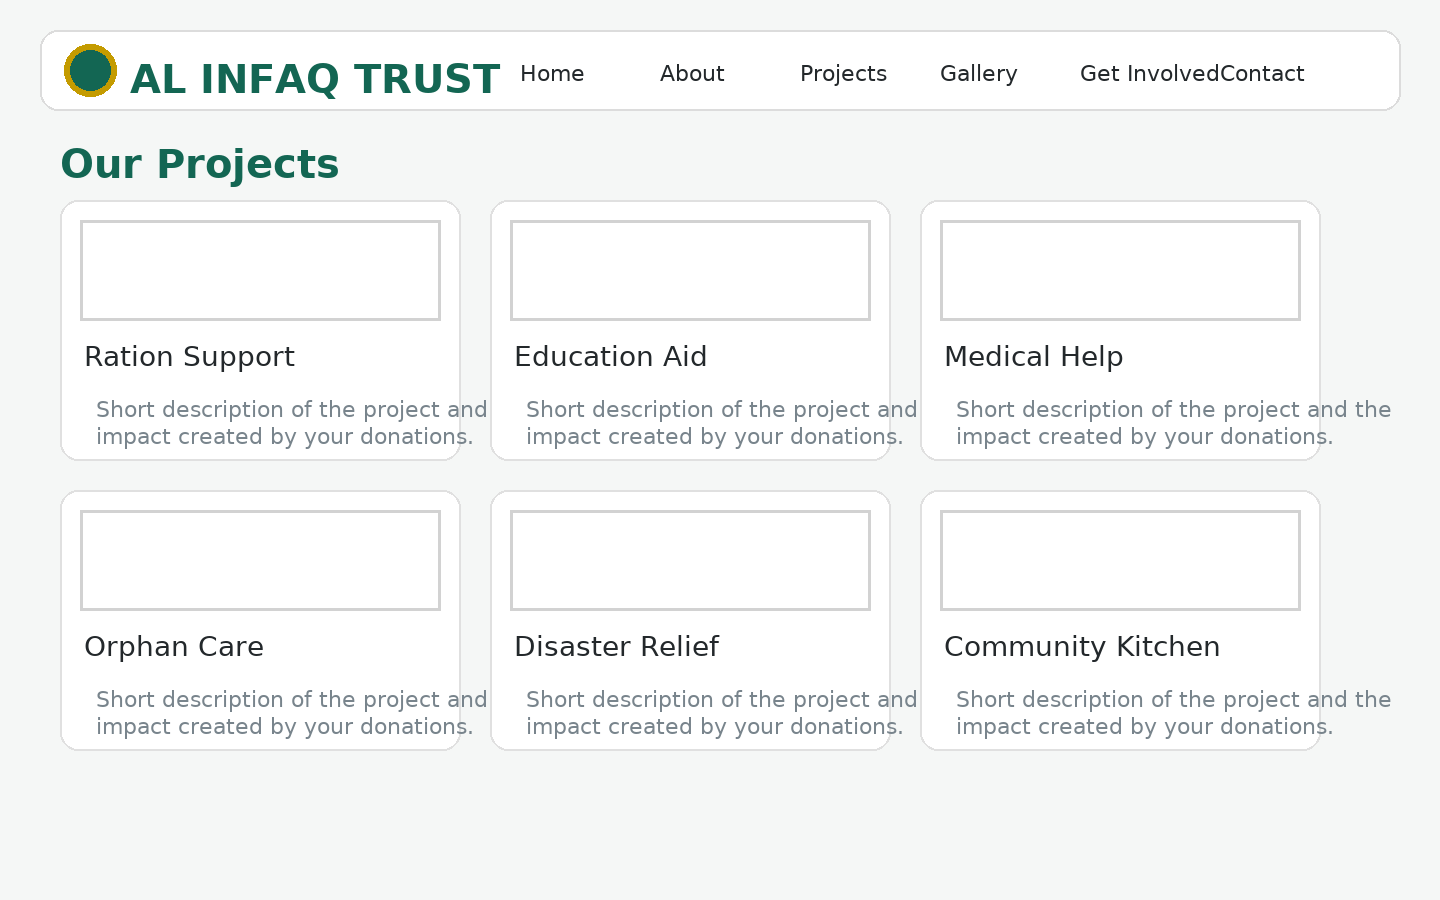 AL INFAQ TRUST Home About Projects Gallery Get InvolvedContact
Our Projects
Ration Support
Short description of the project and
impact created by your donations.
Education Aid
Short description of the project and
impact created by your donations.
Medical Help
Short description of the project and the
impact created by your donations.
Orphan Care
Short description of the project and
impact created by your donations.
Disaster Relief
Short description of the project and
impact created by your donations.
Community Kitchen
Short description of the project and the
impact created by your donations.